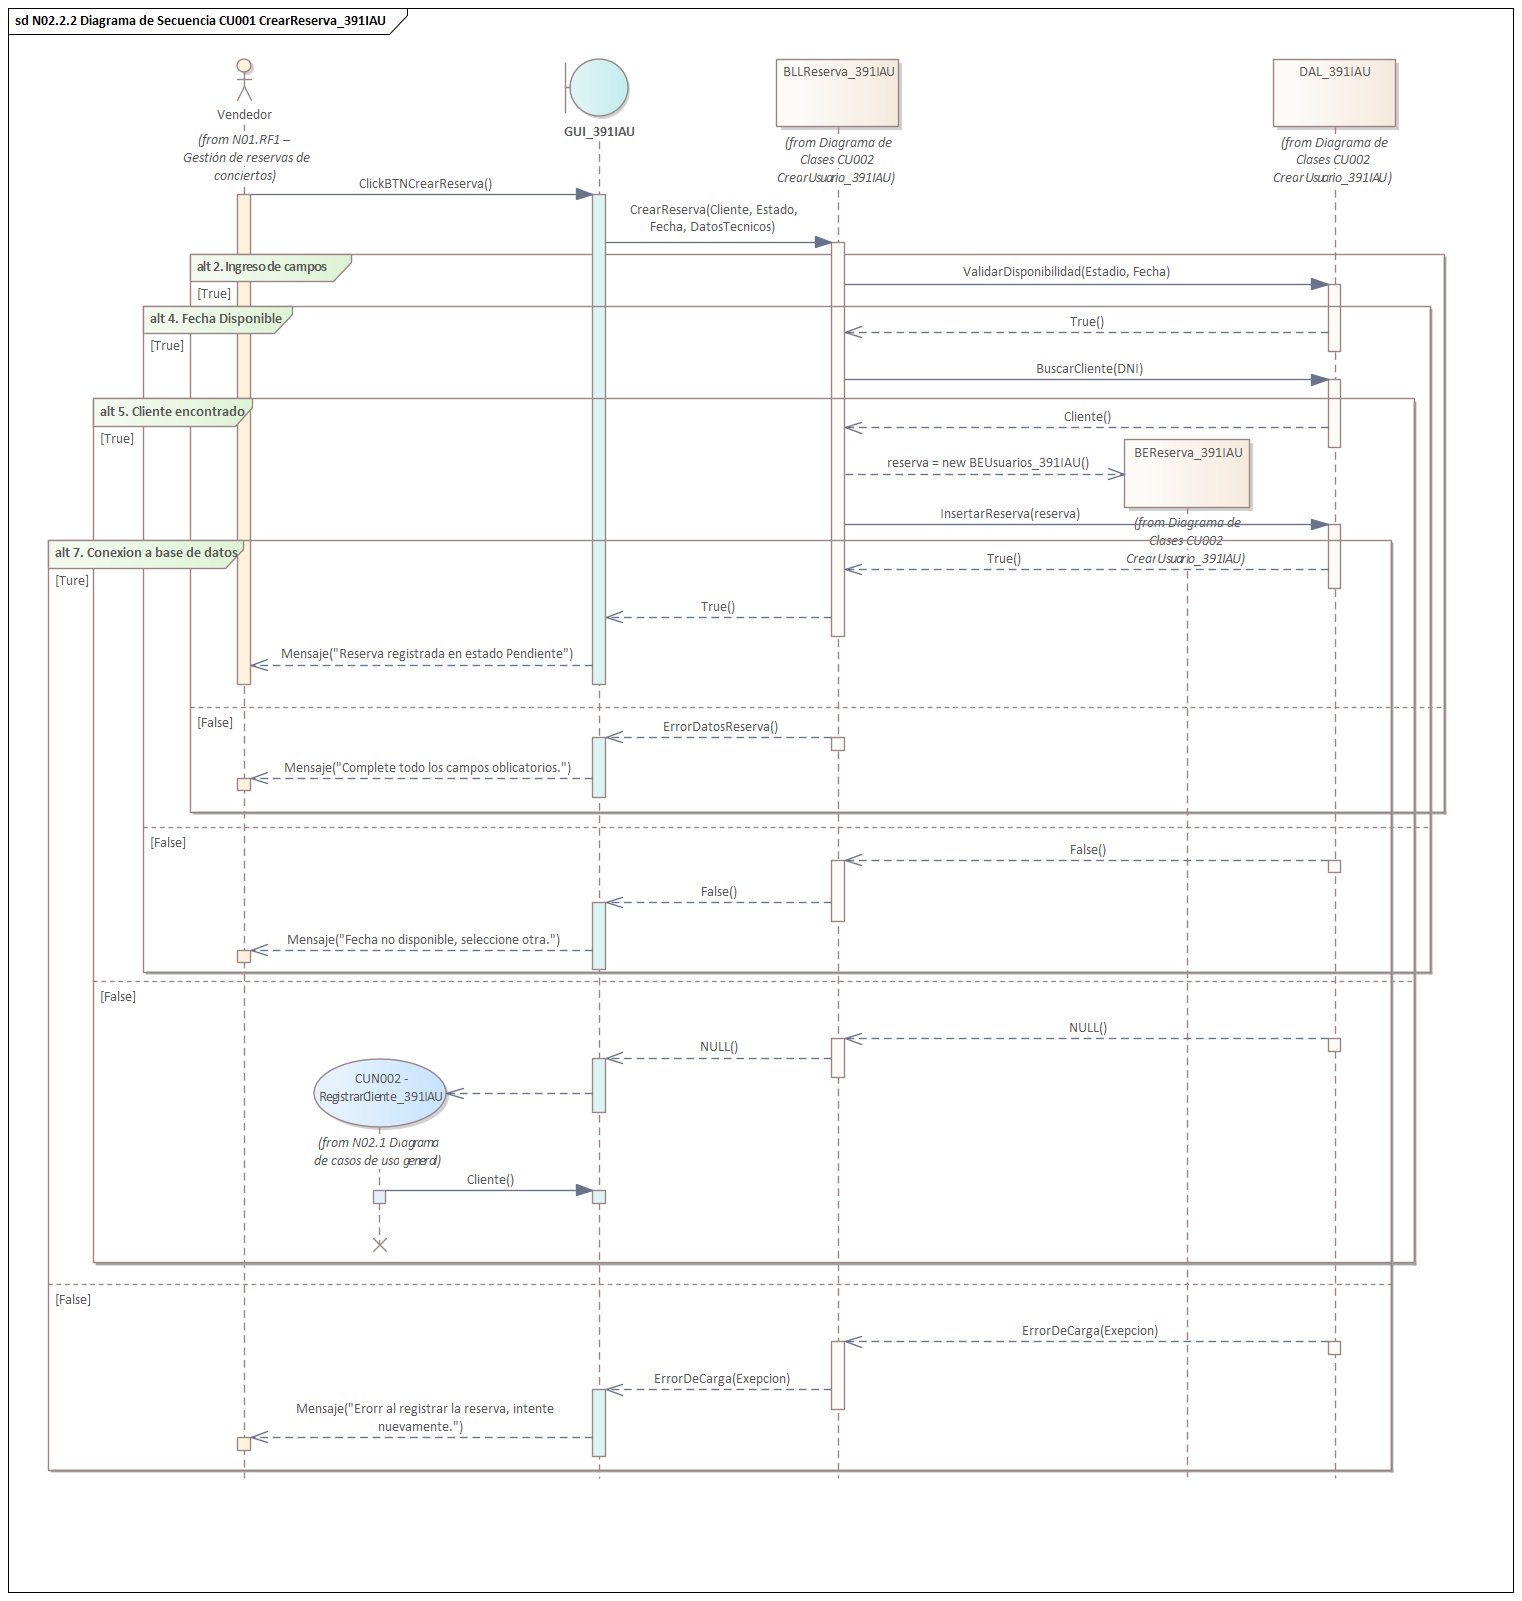 sd N02.2.2 Diagrama de Secuencia CU001 CrearReserva_391IAU
Vendedor
(from N01.RF1 –
Gestión de reservas de
conciertos)
GUI_391IAU
BLLReserva_391IAU
(from Diagrama de
Clases CU002
CrearUsuario_391IAU)
DAL_391IAU
(from Diagrama de
Clases CU002
CrearUsuario_391IAU)
ClickBTNCrearReserva()
CrearReserva(Cliente, Estado,
Fecha, DatosTecnicos)
alt 2. Ingreso de campos
[True]
ValidarDisponibilidad(Estadio, Fecha)
alt 4. Fecha Disponible
[True]
True()
BuscarCliente(DNI)
alt 5. Cliente encontrado
[True]
Cliente()
reserva = new BEUsuarios_391IAU()
BEReserva_391IAU
(from Diagrama de
Clases CU002
CrearUsuario_391IAU)
InsertarReserva(reserva)
alt 7. Conexion a base de datos
[Ture]
True()
True()
Mensaje("Reserva registrada en estado Pendiente")
[False]
ErrorDatosReserva()
Mensaje("Complete todo los campos oblicatorios.")
[False]
False()
False()
Mensaje("Fecha no disponible, seleccione otra.")
[False]
NULL()
NULL()
CUN002 -
RegistrarCliente_391IAU
(from N02.1 Diagrama
de casos de uso general)
Cliente()
[False]
ErrorDeCarga(Exepcion)
ErrorDeCarga(Exepcion)
Mensaje("Erorr al registrar la reserva, intente
nuevamente.")